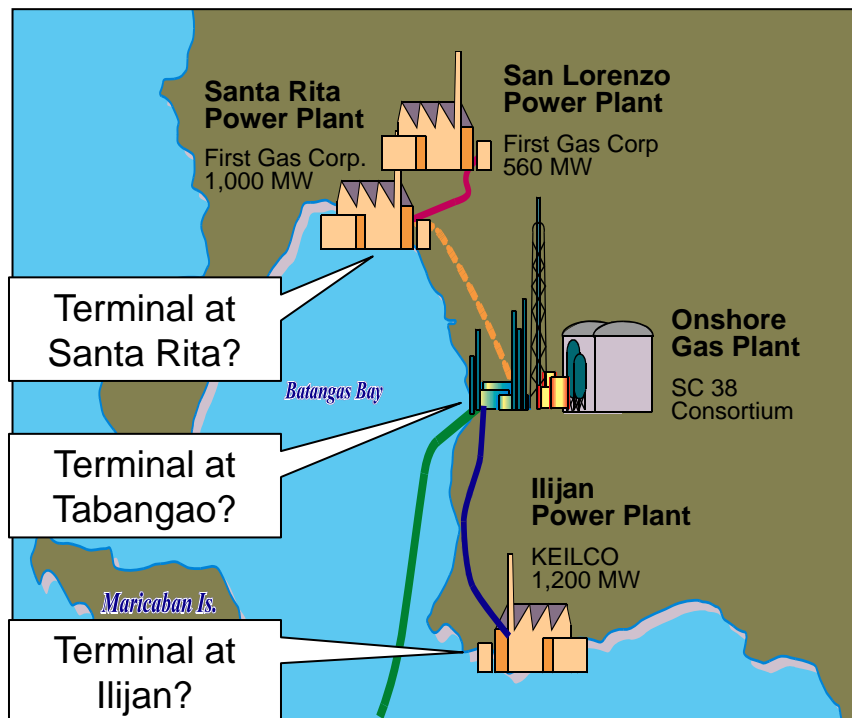 Santa Rita
Power Plant
First Gas Corp.
1,000 MW
San Lorenzo
Power Plant
First Gas Corp
560 MW
Terminal at
Santa Rita?
Onshore
Gas Plant
SC 38
Consortium
Batangas Bay
Terminal at
Tabangao?
Ilijan
Power Plant
KEILCO
1,200 MW
Maricaban Is.
Terminal at
Ilijan?